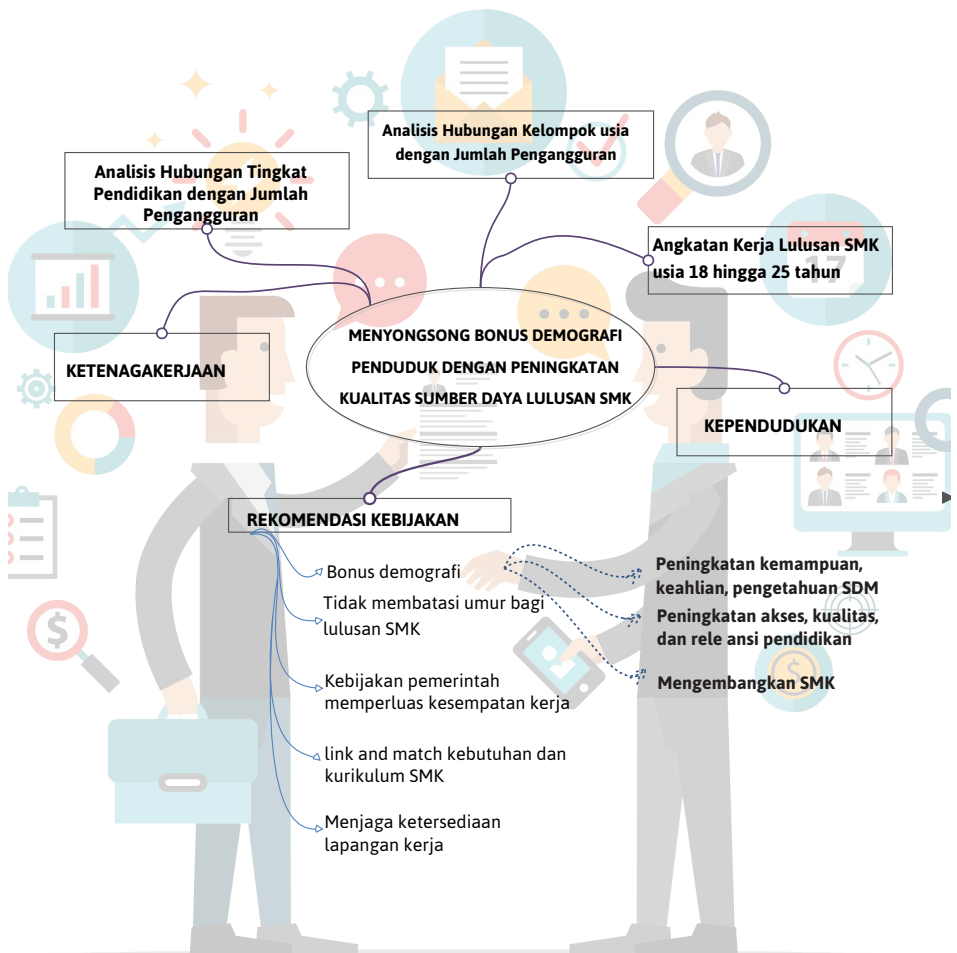 Analisis Hubungan Kelompok usia
dengan Jumlah Pengangguran
Analisis Hubungan Tingkat
Pendidikan dengan Jumlah
Pengangguran
Angkatan Kerja Lulusan SMK
usia 18 hingga 25 tahun
17
MENYONGSONG BONUS DEMOGRAFI
PENDUDUK DENGAN PENINGKATAN
KUALITAS SUMBER DAYA LULUSAN SMK
KETENAGAKERJAAN
KEPENDUDUKAN
REKOMENDASI KEBIJAKAN
Bonus demografi
Tidak membatasi umur bagi
lulusan SMK
Kebijakan pemerintah
memperluas kesempatan kerja
link and match kebutuhan dan
kurikulum SMK
Menjaga ketersediaan
lapangan kerja
Peningkatan kemampuan,
keahlian, pengetahuan SDM
Peningkatan akses, kualitas,
dan rele ansi pendidikan
Mengembangkan SMK
$
$